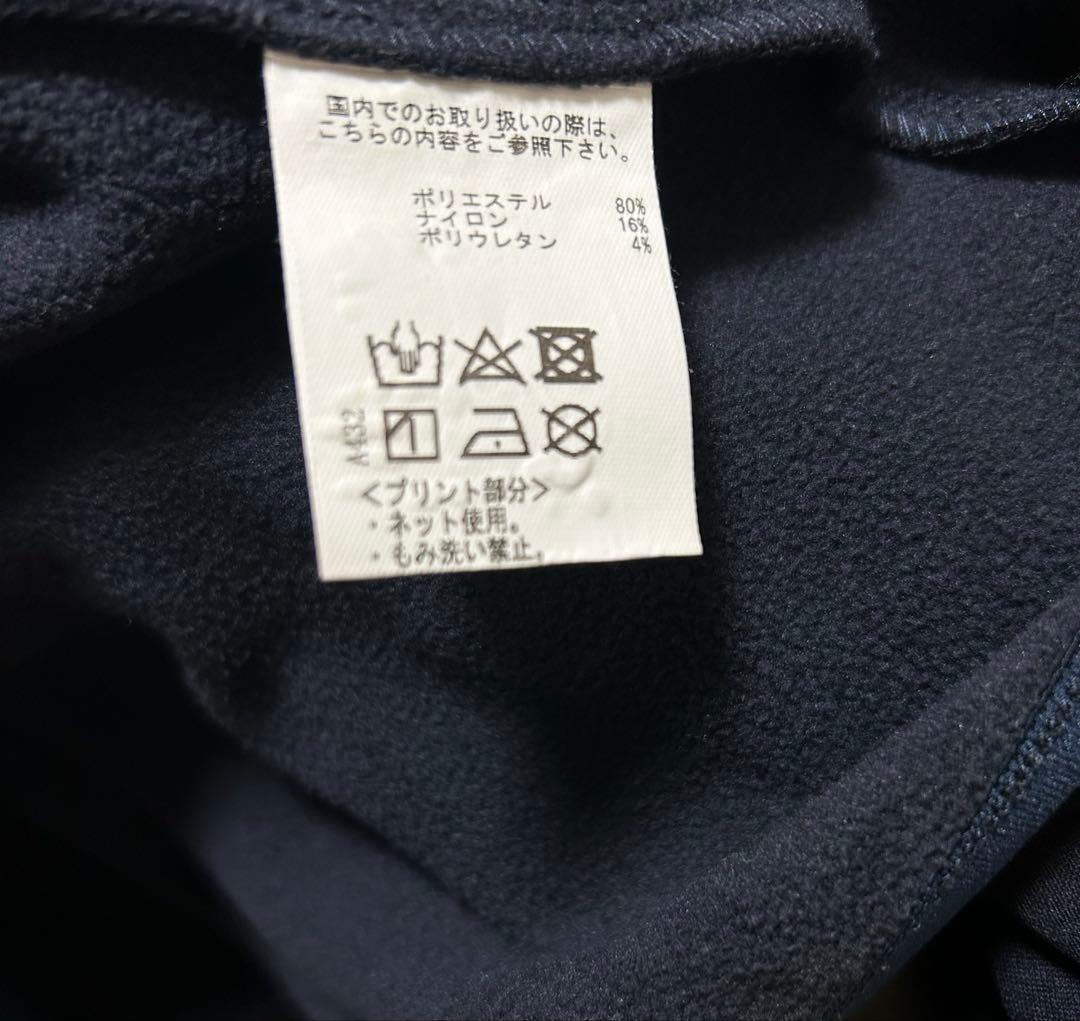 国内でのお取り扱いの際は、
こちらの内容をご参照下さい。
ポリエステル 80%
ナイロン 16%
ポリウレタン 4%
A432
<プリント部分>
・ネット使用。
・もみ洗い禁止。